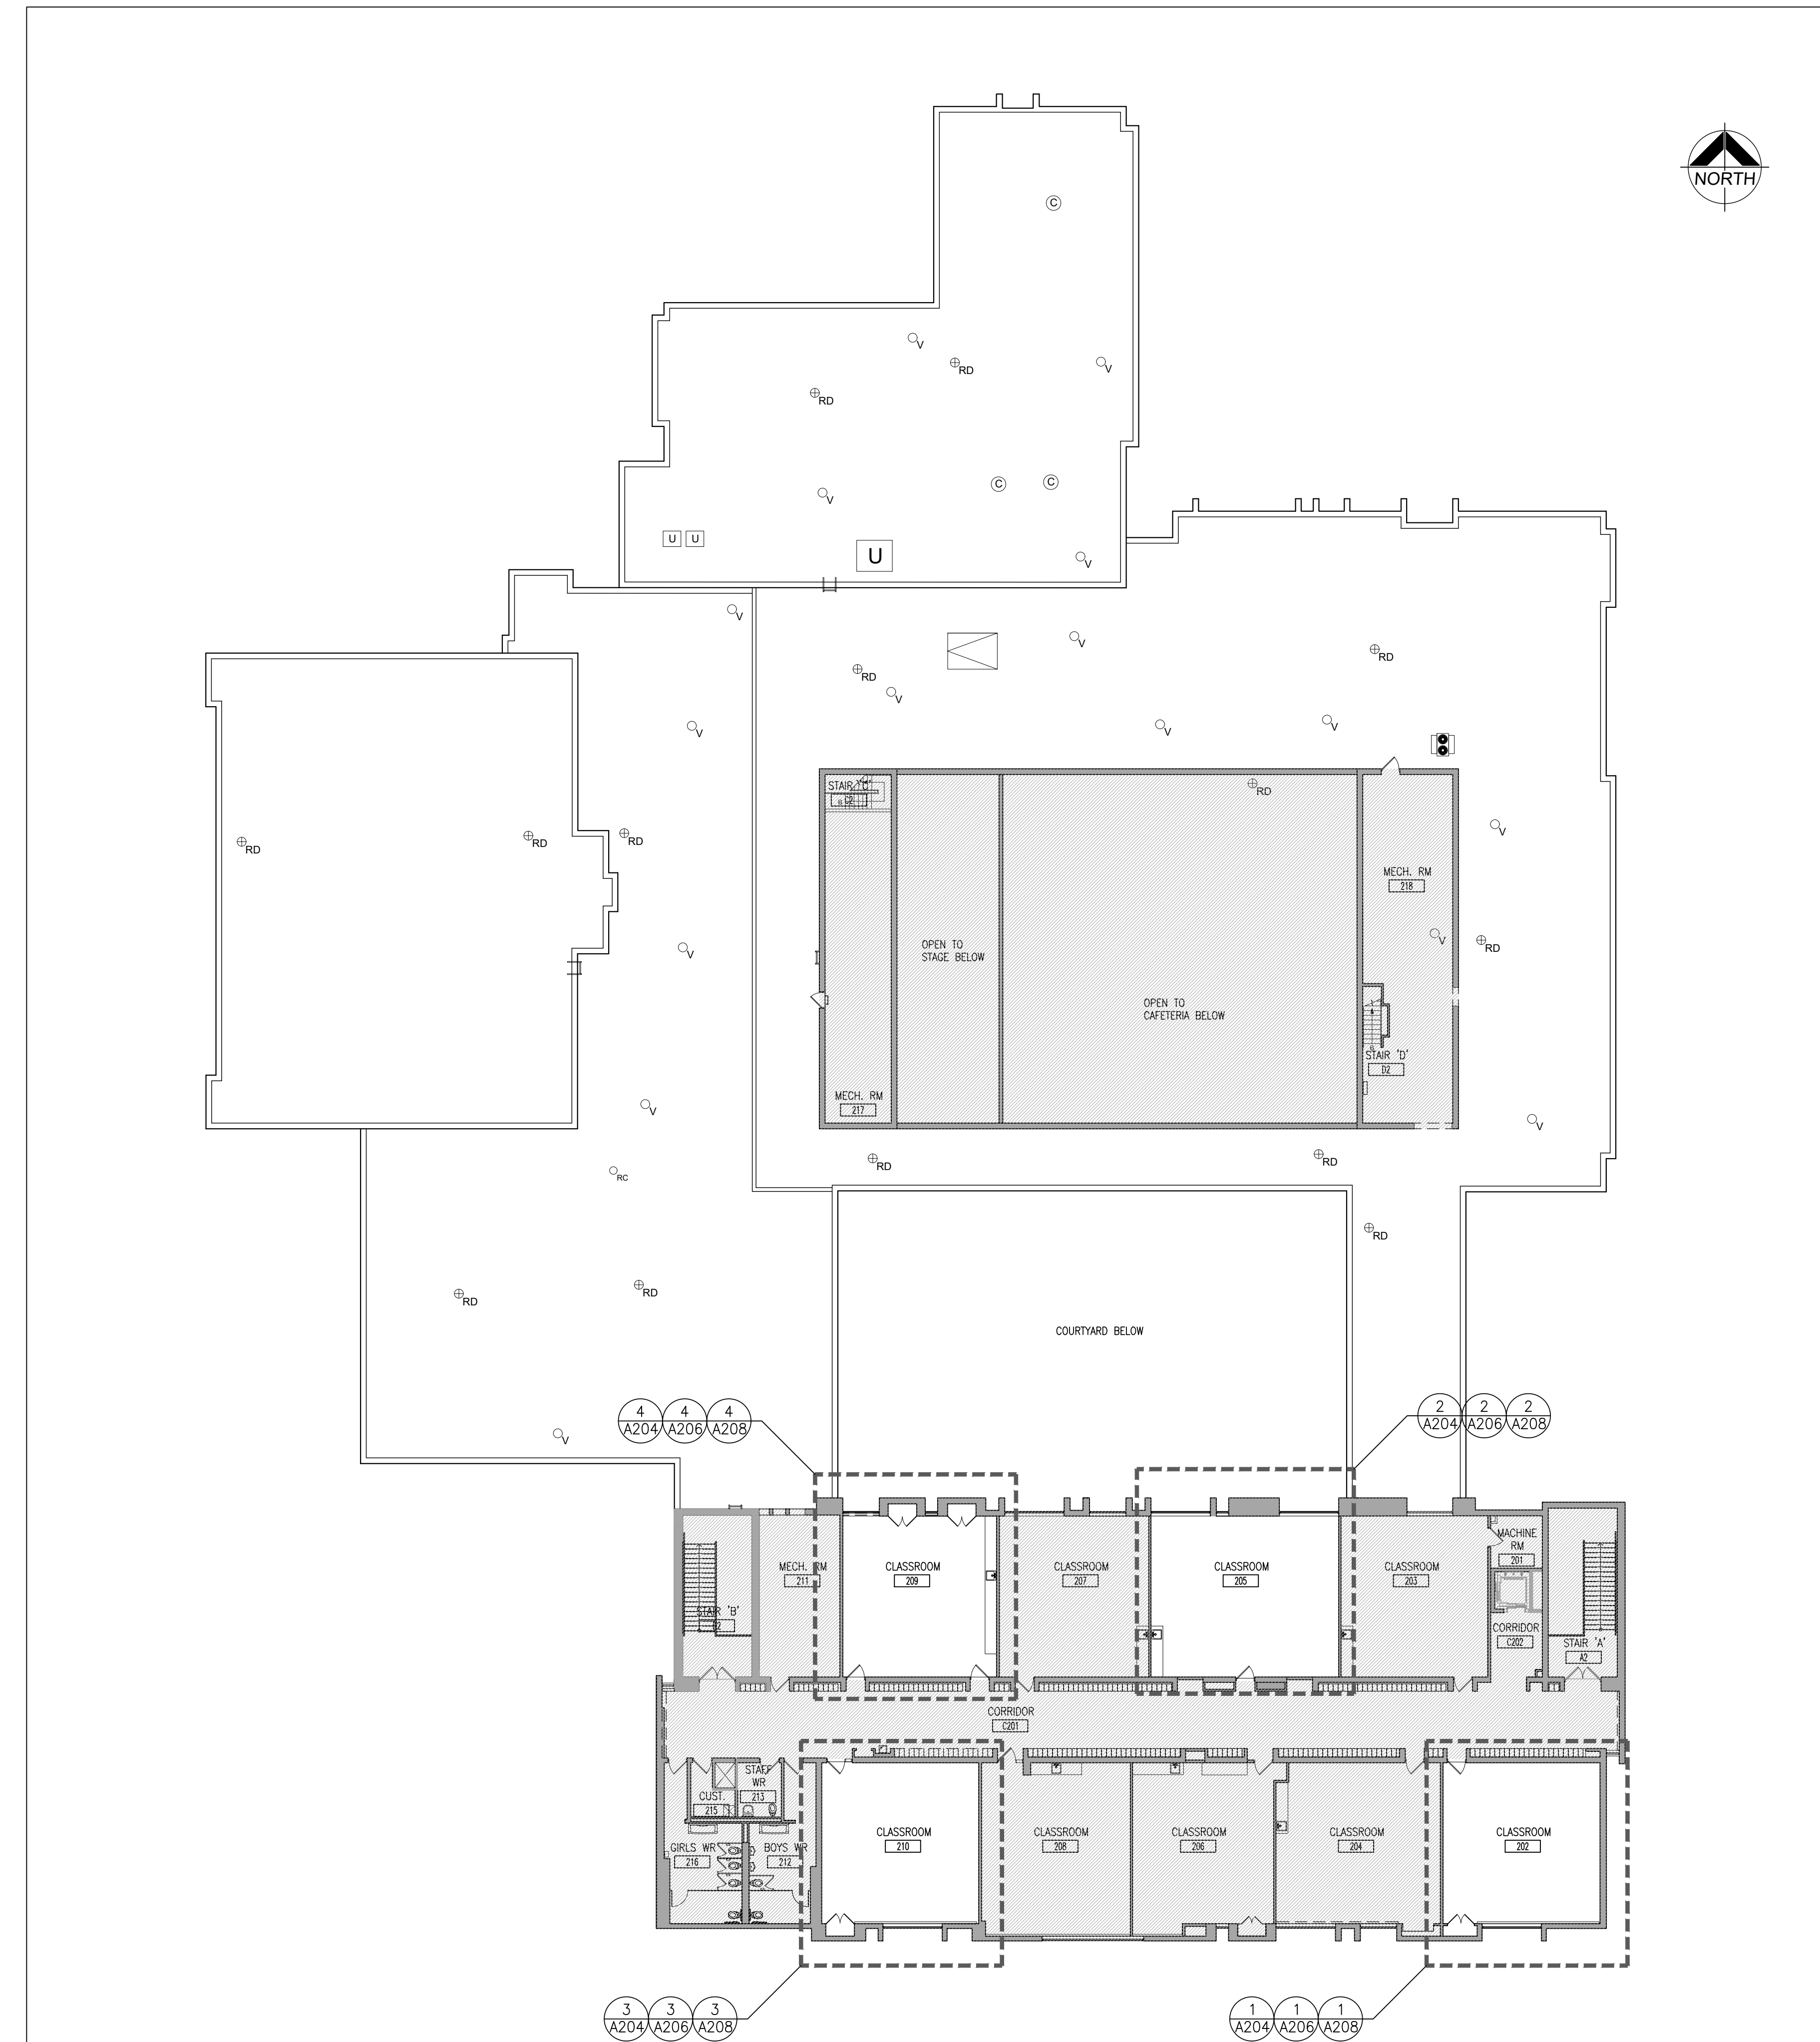 NORTH
C
V
V
RD
RD
C
C
V
U
U
U
V
V
V
RD
RD
V
V
V
V
STAIR 'C'
C2
RD
V
RD
RD
RD
MECH. RM
218
V
RD
V
OPEN TO
STAGE BELOW
OPEN TO
CAFETERIA BELOW
STAIR 'D'
D2
MECH. RM
217
V
V
RD
RD
RC
RD
RD
RD
COURTYARD BELOW
V
4
A204
4
A206
4
A208
2
A204
2
A206
2
A208
MECH. RM
211
CLASSROOM
209
CLASSROOM
207
CLASSROOM
205
CLASSROOM
203
MACHINE
RM
201
STAIR 'B'
CORRIDOR
C202
STAIR 'A'
A2
CORRIDOR
C201
STAFF
WR
213
CUST.
215
GIRLS WR
216
BOYS WR
212
CLASSROOM
210
CLASSROOM
208
CLASSROOM
206
CLASSROOM
204
CLASSROOM
202
3
A204
3
A206
3
A208
1
A204
1
A206
1
A208